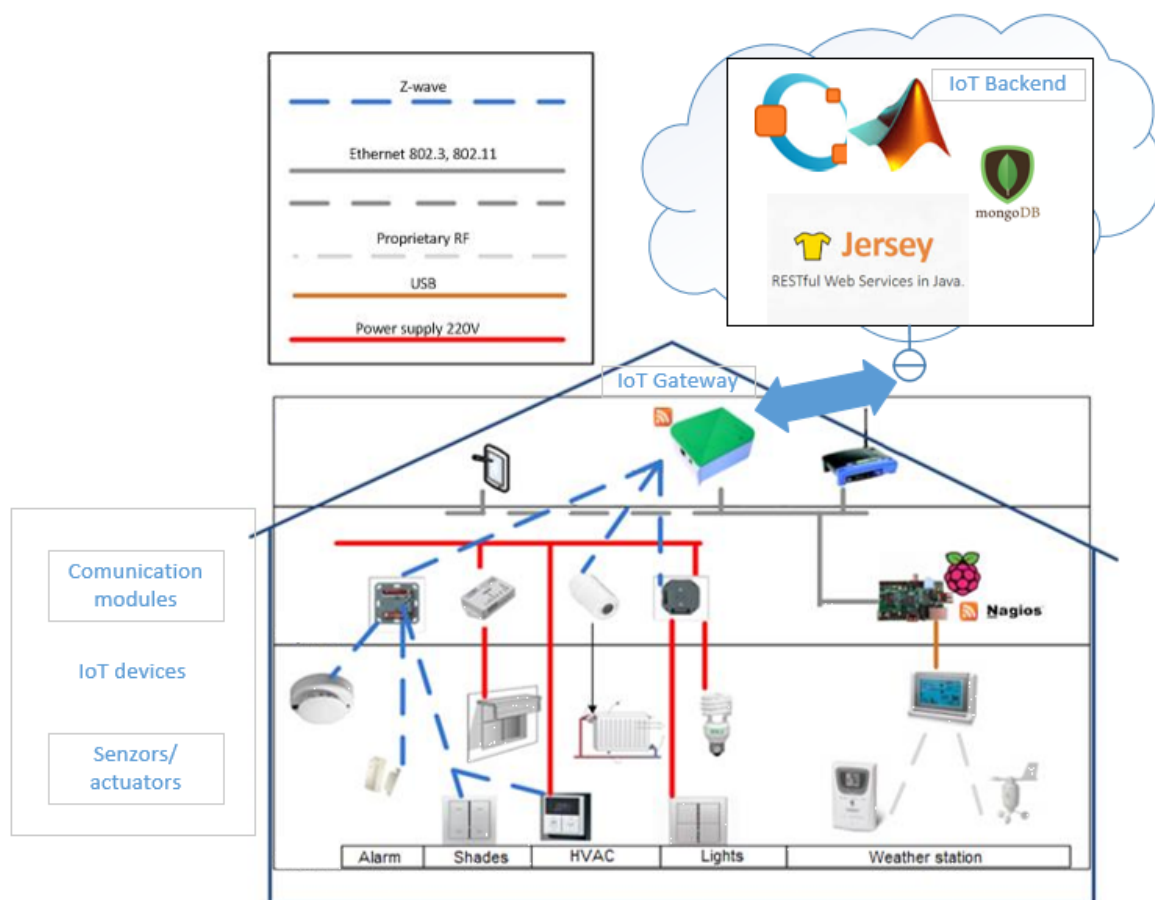 Z-wave
Ethernet 802.3, 802.11
Proprietary RF
USB
Power supply 220V
IoT Backend
mongoDB
Jersey
RESTful Web Services in Java.
IoT Gateway
Comunication
modules
IoT devices
Senzors/
actuators
Nagios
Alarm
Shades
HVAC
Lights
Weather station